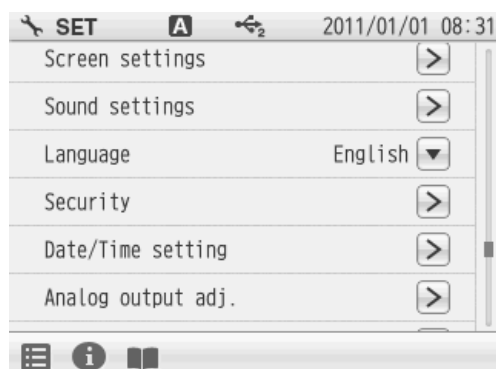 SET A 2 2011/01/01 08:31
Screen settings
Sound settings
Language English
Security
Date/Time setting
Analog output adj.